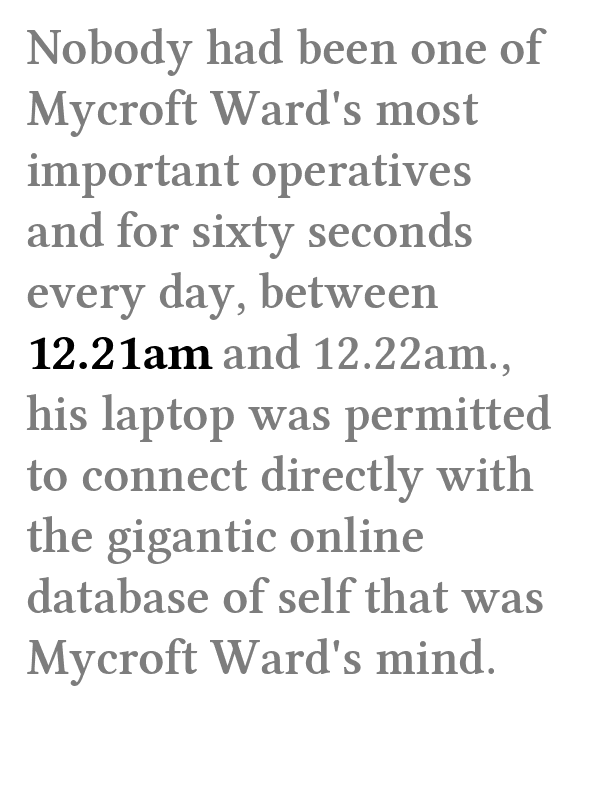 Nobody had been one of
Mycroft Ward's most
important operatives
and for sixty seconds
every day, between
12.21am and 12.22am.,
his laptop was permitted
to connect directly with
the gigantic online
database of self that was
Mycroft Ward's mind.